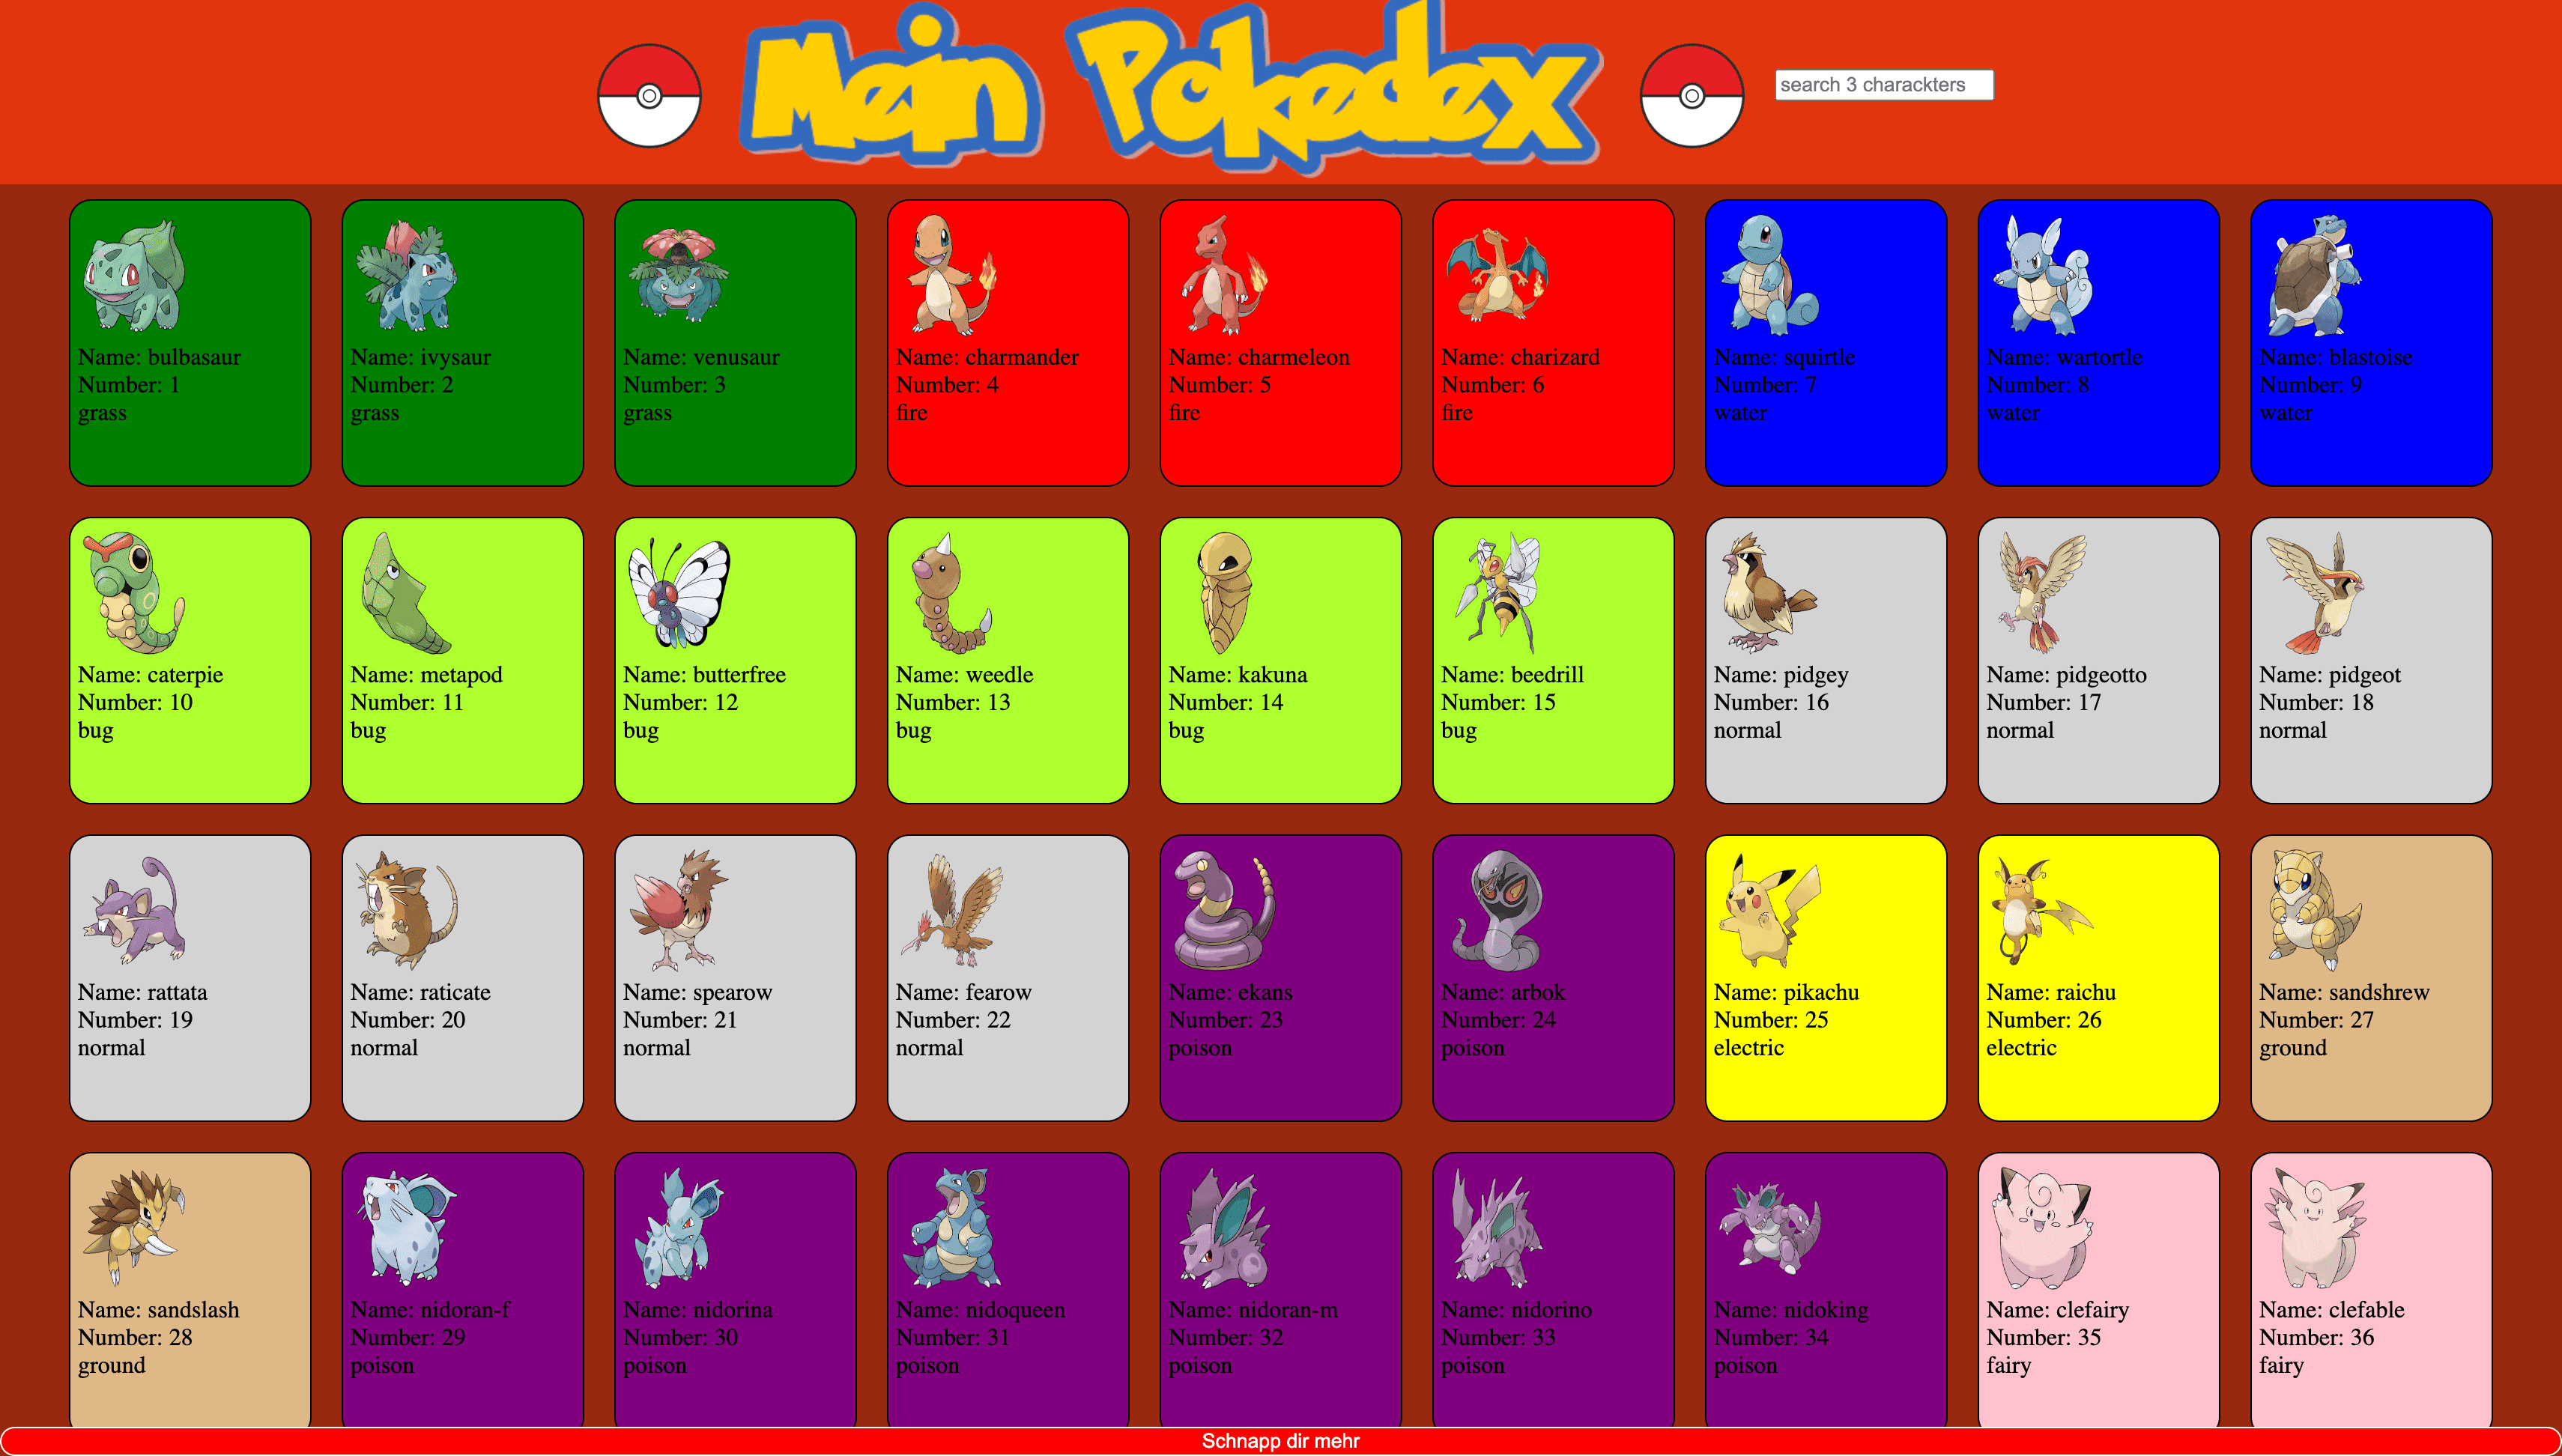 Mein Pokedex
search 3 charackters
Name: bulbasaur
Number: 1
grass
Name: ivysaur
Number: 2
grass
Name: venusaur
Number: 3
grass
Name: charmander
Number: 4
fire
Name: charmeleon
Number: 5
fire
Name: charizard
Number: 6
fire
Name: squirtle
Number: 7
water
Name: wartortle
Number: 8
water
Name: blastoise
Number: 9
water
Name: caterpie
Number: 10
bug
Name: metapod
Number: 11
bug
Name: butterfree
Number: 12
bug
Name: weedle
Number: 13
bug
Name: kakuna
Number: 14
bug
Name: beedrill
Number: 15
bug
Name: pidgey
Number: 16
normal
Name: pidgeotto
Number: 17
normal
Name: pidgeot
Number: 18
normal
Name: rattata
Number: 19
normal
Name: raticate
Number: 20
normal
Name: spearow
Number: 21
normal
Name: fearow
Number: 22
normal
Name: ekans
Number: 23
poison
Name: arbok
Number: 24
poison
Name: pikachu
Number: 25
electric
Name: raichu
Number: 26
electric
Name: sandshrew
Number: 27
ground
Name: sandslash
Number: 28
ground
Name: nidoran-f
Number: 29
poison
Name: nidorina
Number: 30
poison
Name: nidoqueen
Number: 31
poison
Name: nidoran-m
Number: 32
poison
Name: nidorino
Number: 33
poison
Name: nidoking
Number: 34
poison
Name: clefairy
Number: 35
fairy
Name: clefable
Number: 36
fairy
Schnapp dir mehr